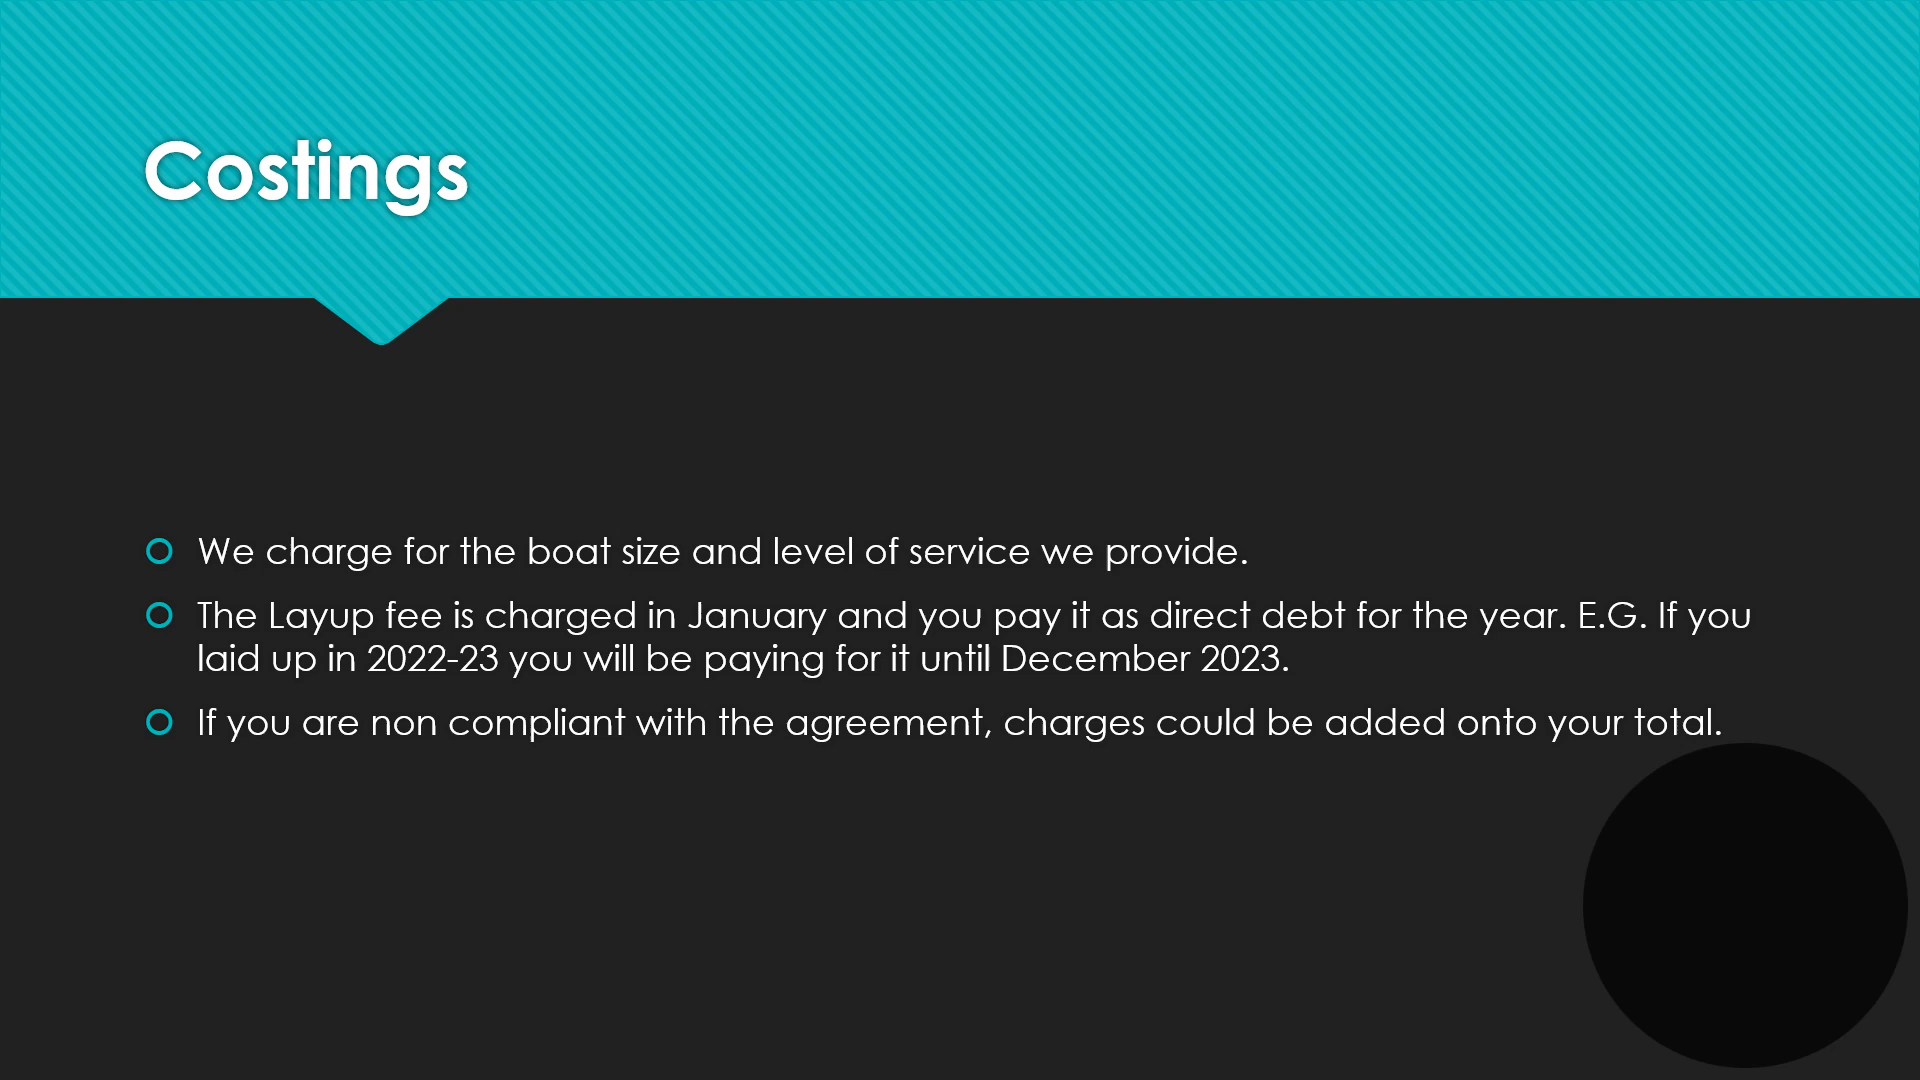 Costings
We charge for the boat size and level of service we provide.
The Layup fee is charged in January and you pay it as direct debt for the year. E.G. If you
laid up in 2022-23 you will be paying for it until December 2023.
If you are non compliant with the agreement, charges could be added onto your total.